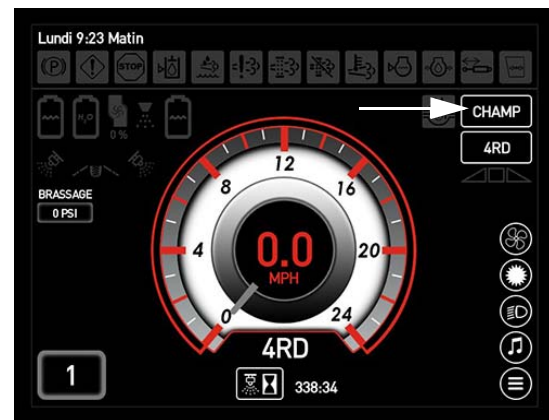 Lundi 9:23 Matin
(P)
STOP
H₂O
0 %
CHAMP
4RD
BRASSAGE
0 PSI
0
4
8
12
16
20
24
0.0
MPH
4RD
1
338:34